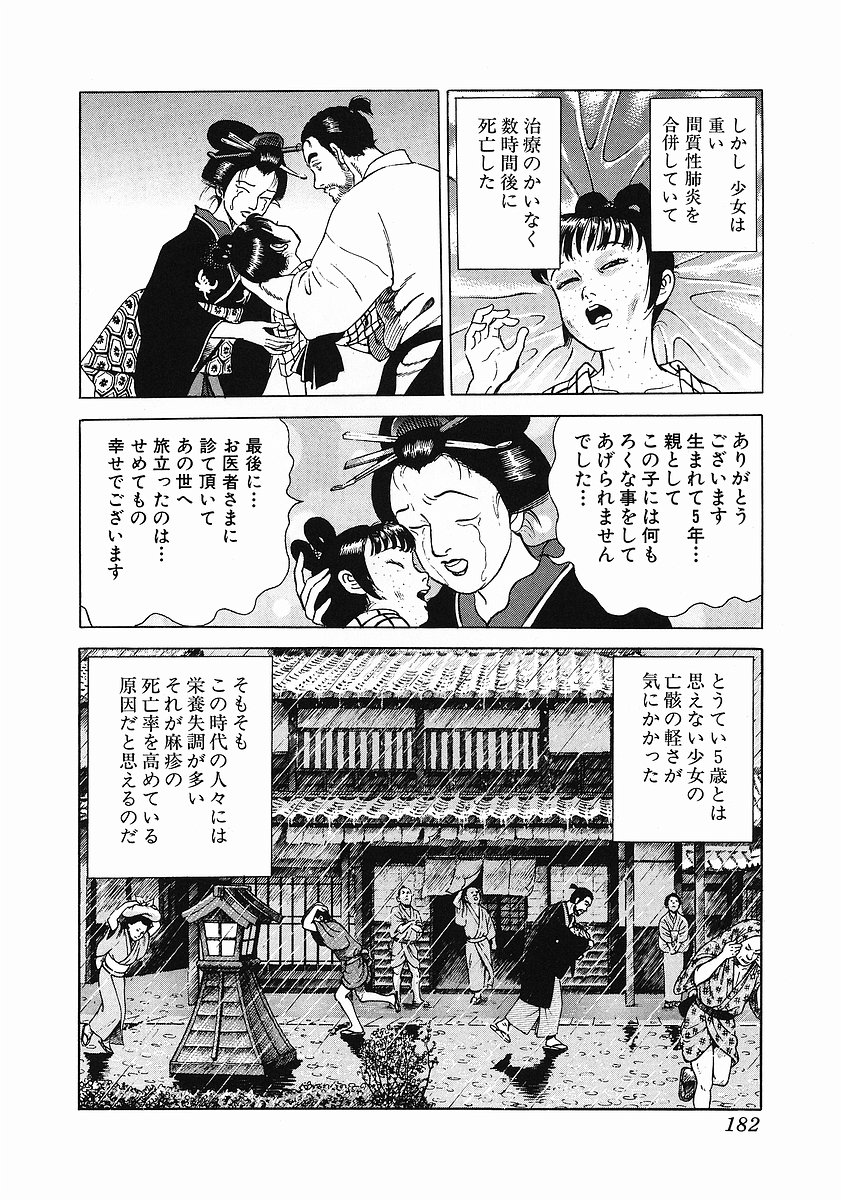 しかし 少女は
重い
間質性肺炎を
合併していて
治療のかいなく
数時間後に
死亡した
ありがとう
ございます
生まれて5年…
親として
この子には何も
ろくな事をして
あげられません
でした…
最後に…
お医者さまに
診て頂いて
あの世へ
旅立ったのは…
せめてもの
幸せでございます
とうてい5歳とは
思えない少女の
亡骸の軽さが
気にかかった
そもそも
この時代の人々には
栄養失調が多い
それが麻疹の
死亡率を高めている
原因だと思えるのだ
182